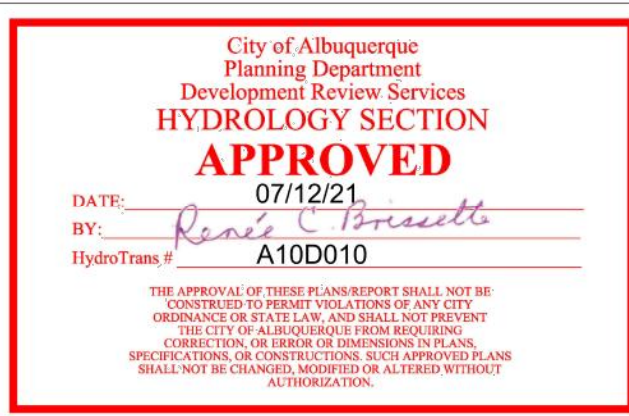 City of Albuquerque
Planning Department
Development Review Services
HYDROLOGY SECTION
APPROVED
DATE: 07/12/21
BY: Renée C. Brissette
HydroTrans # A10D010
THE APPROVAL OF THESE PLANS/REPORT SHALL NOT BE
CONSTRUED TO PERMIT VIOLATIONS OF ANY CITY
ORDINANCE OR STATE LAW, AND SHALL NOT PREVENT
THE CITY OF ALBUQUERQUE FROM REQUIRING
CORRECTION, OR ERROR OR DIMENSIONS IN PLANS,
SPECIFICATIONS, OR CONSTRUCTIONS. SUCH APPROVED PLANS
SHALL NOT BE CHANGED, MODIFIED OR ALTERED WITHOUT
AUTHORIZATION.